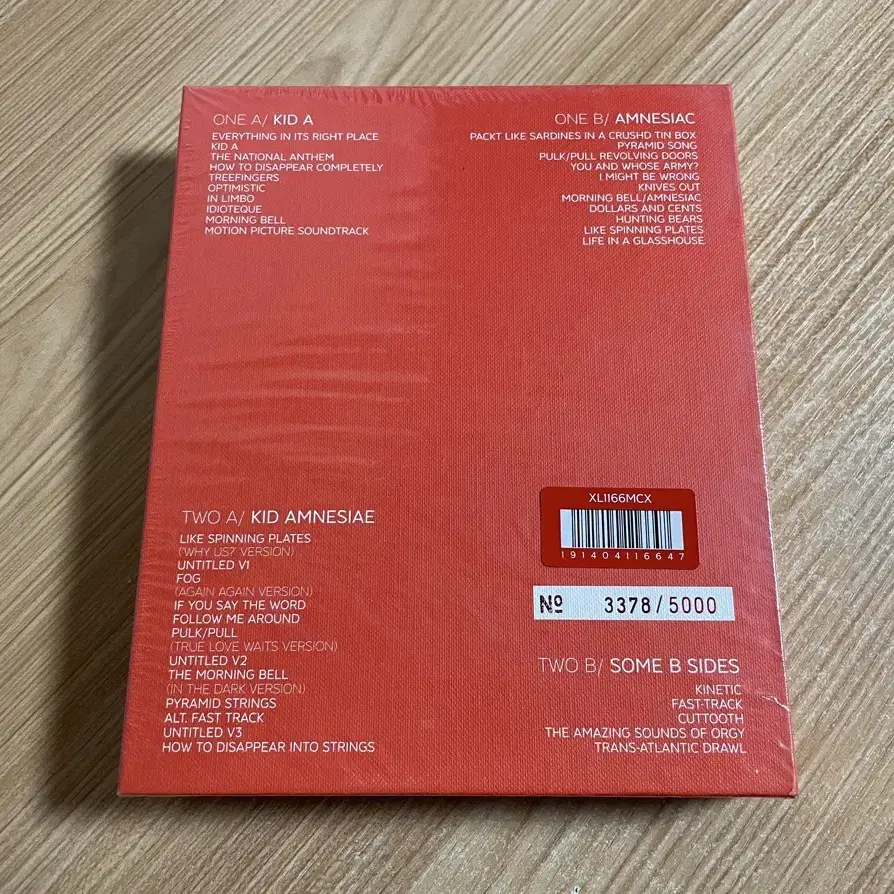 ONE A/ KID A
EVERYTHING IN ITS RIGHT PLACE
KID A
THE NATIONAL ANTHEM
HOW TO DISAPPEAR COMPLETELY
TREEFINGERS
OPTIMISTIC
IN LIMBO
IDIOTEQUE
MORNING BELL
MOTION PICTURE SOUNDTRACK
ONE B/ AMNESIAC
PACKT LIKE SARDINES IN A CRUSHD TIN BOX
PYRAMID SONG
PULK/PULL REVOLVING DOORS
YOU AND WHOSE ARMY?
I MIGHT BE WRONG
KNIVES OUT
MORNING BELL/AMNESIAC
DOLLARS AND CENTS
HUNTING BEARS
LIKE SPINNING PLATES
LIFE IN A GLASSHOUSE
TWO A/ KID AMNESIAE
LIKE SPINNING PLATES
('WHY US?' VERSION)
UNTITLED V1
FOG
(AGAIN AGAIN VERSION)
IF YOU SAY THE WORD
FOLLOW ME AROUND
PULK/PULL
(TRUE LOVE WAITS VERSION)
UNTITLED V2
THE MORNING BELL
(IN THE DARK VERSION)
PYRAMID STRINGS
ALT. FAST TRACK
UNTITLED V3
HOW TO DISAPPEAR INTO STRINGS
XL1166MCX
191404116647
Nº 3378/5000
TWO B/ SOME B SIDES
KINETIC
FAST-TRACK
CUTTOOTH
THE AMAZING SOUNDS OF ORGY
TRANS-ATLANTIC DRAWL